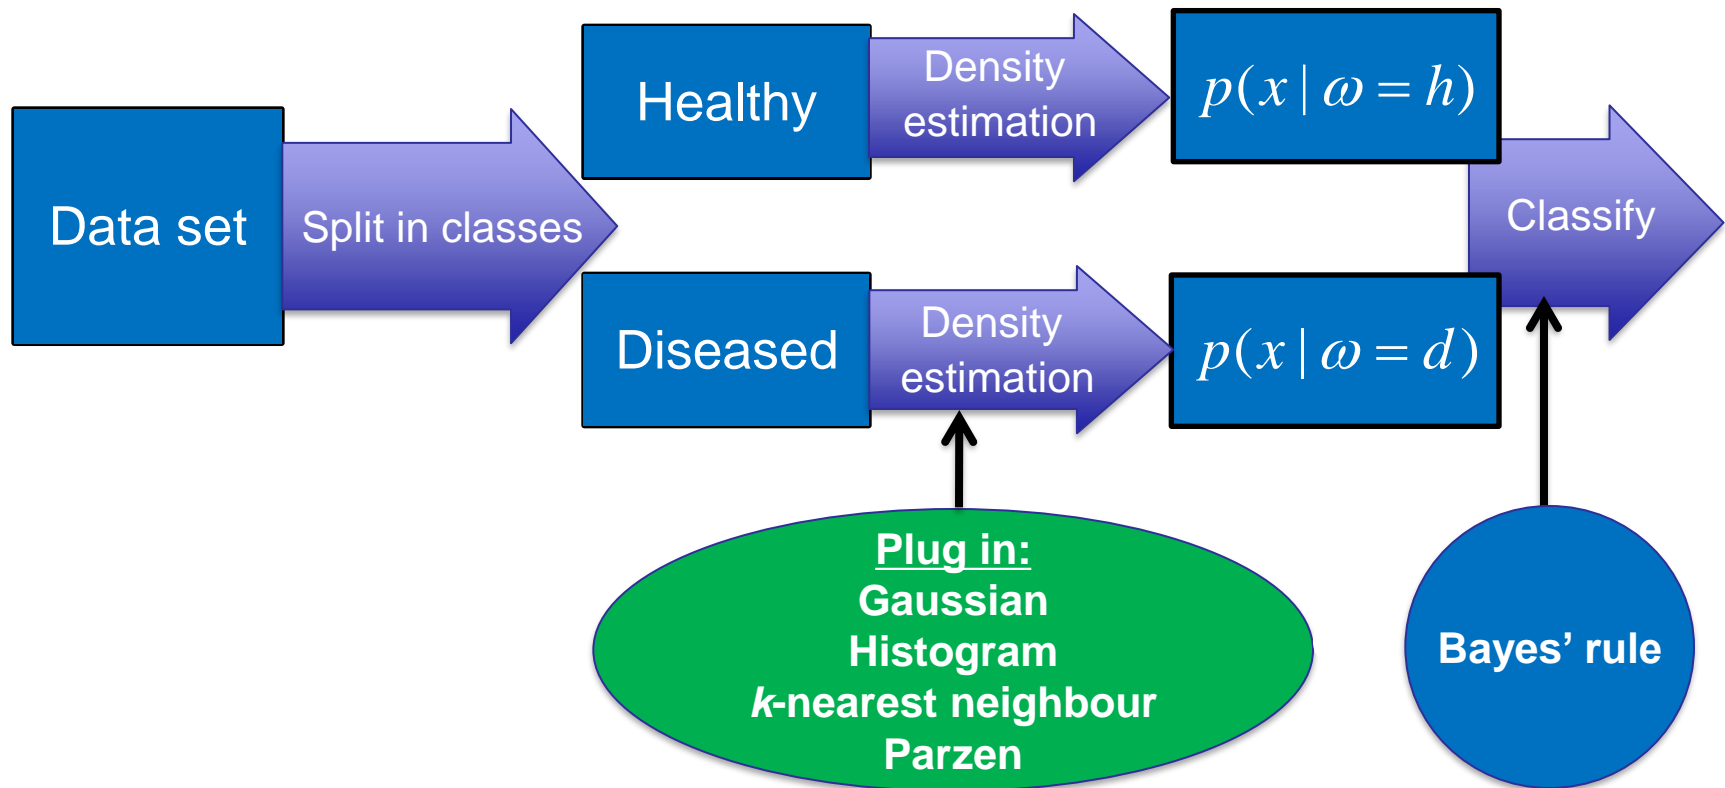 Data set
Split in classes
Healthy
Density
estimation
p(x | ω = h)
Diseased
Density
estimation
p(x | ω = d)
Classify
Plug in:
Gaussian
Histogram
k-nearest neighbour
Parzen
Bayes’ rule